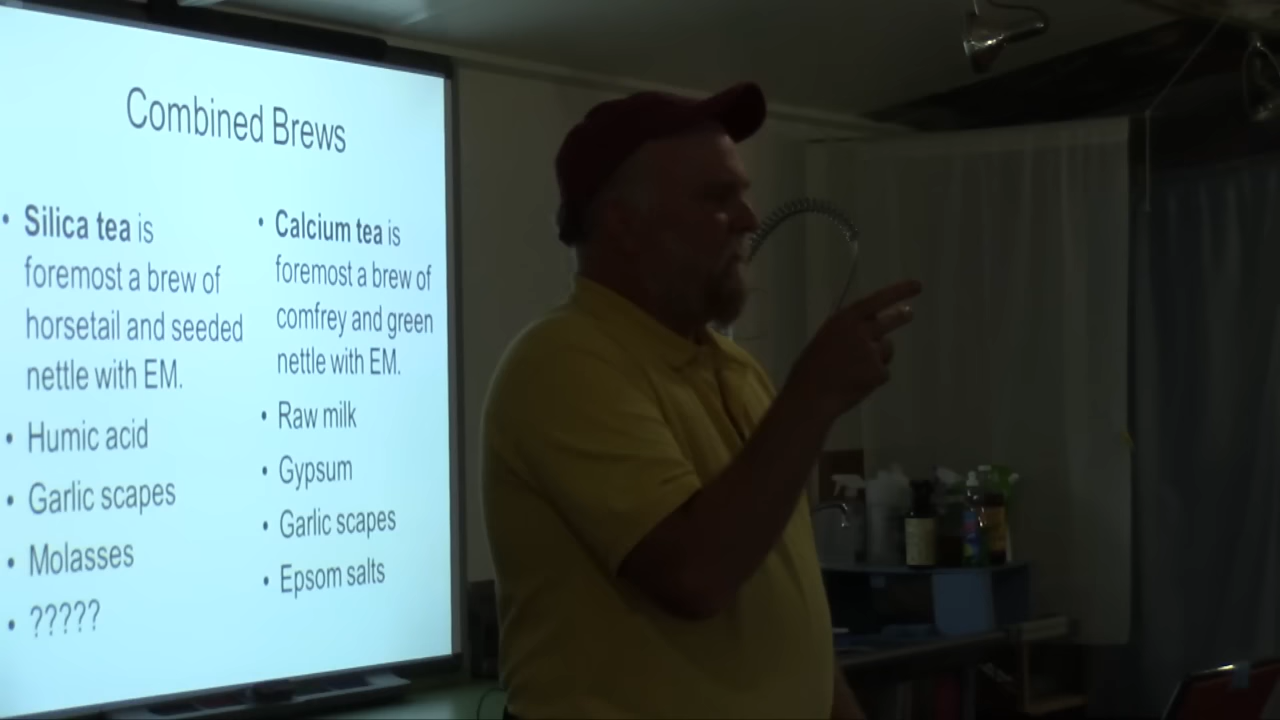 Combined Brews
• Silica tea is
foremost a brew of
horsetail and seeded
nettle with EM.
• Humic acid
• Garlic scapes
• Molasses
• ?????
• Calcium tea is
foremost a brew of
comfrey and green
nettle with EM.
• Raw milk
• Gypsum
• Garlic scapes
• Epsom salts